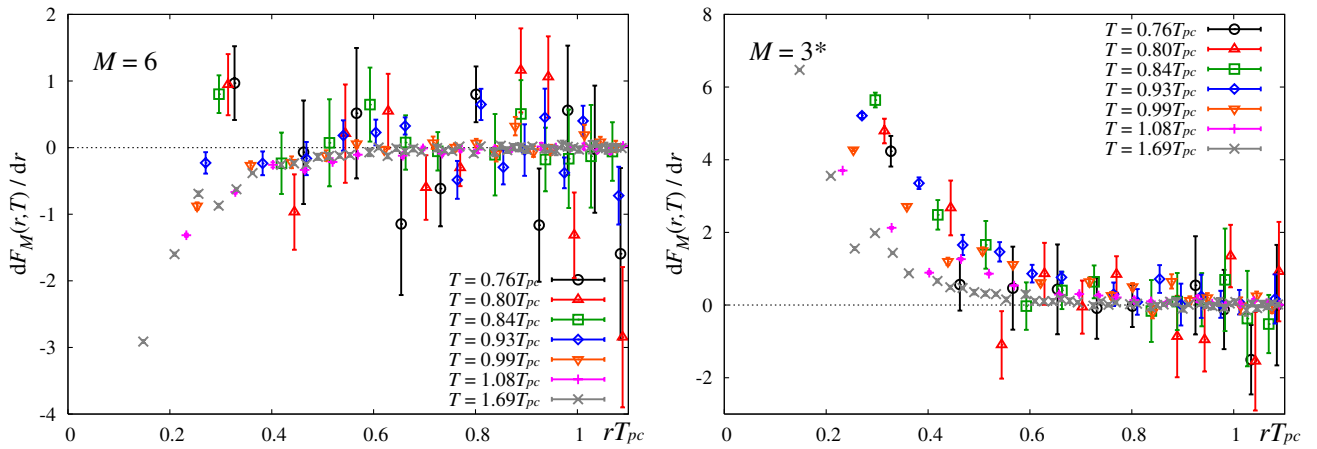 2
1
0
-1
-2
-3
-4
0
0.2
0.4
0.6
0.8
1
rTpc
dF_M(r,T) / dr
M = 6
T = 0.76Tpc
T = 0.80Tpc
T = 0.84Tpc
T = 0.93Tpc
T = 0.99Tpc
T = 1.08Tpc
T = 1.69Tpc
8
6
4
2
0
-2
0
0.2
0.4
0.6
0.8
1
rTpc
dF_M(r,T) / dr
M = 3*
T = 0.76Tpc
T = 0.80Tpc
T = 0.84Tpc
T = 0.93Tpc
T = 0.99Tpc
T = 1.08Tpc
T = 1.69Tpc